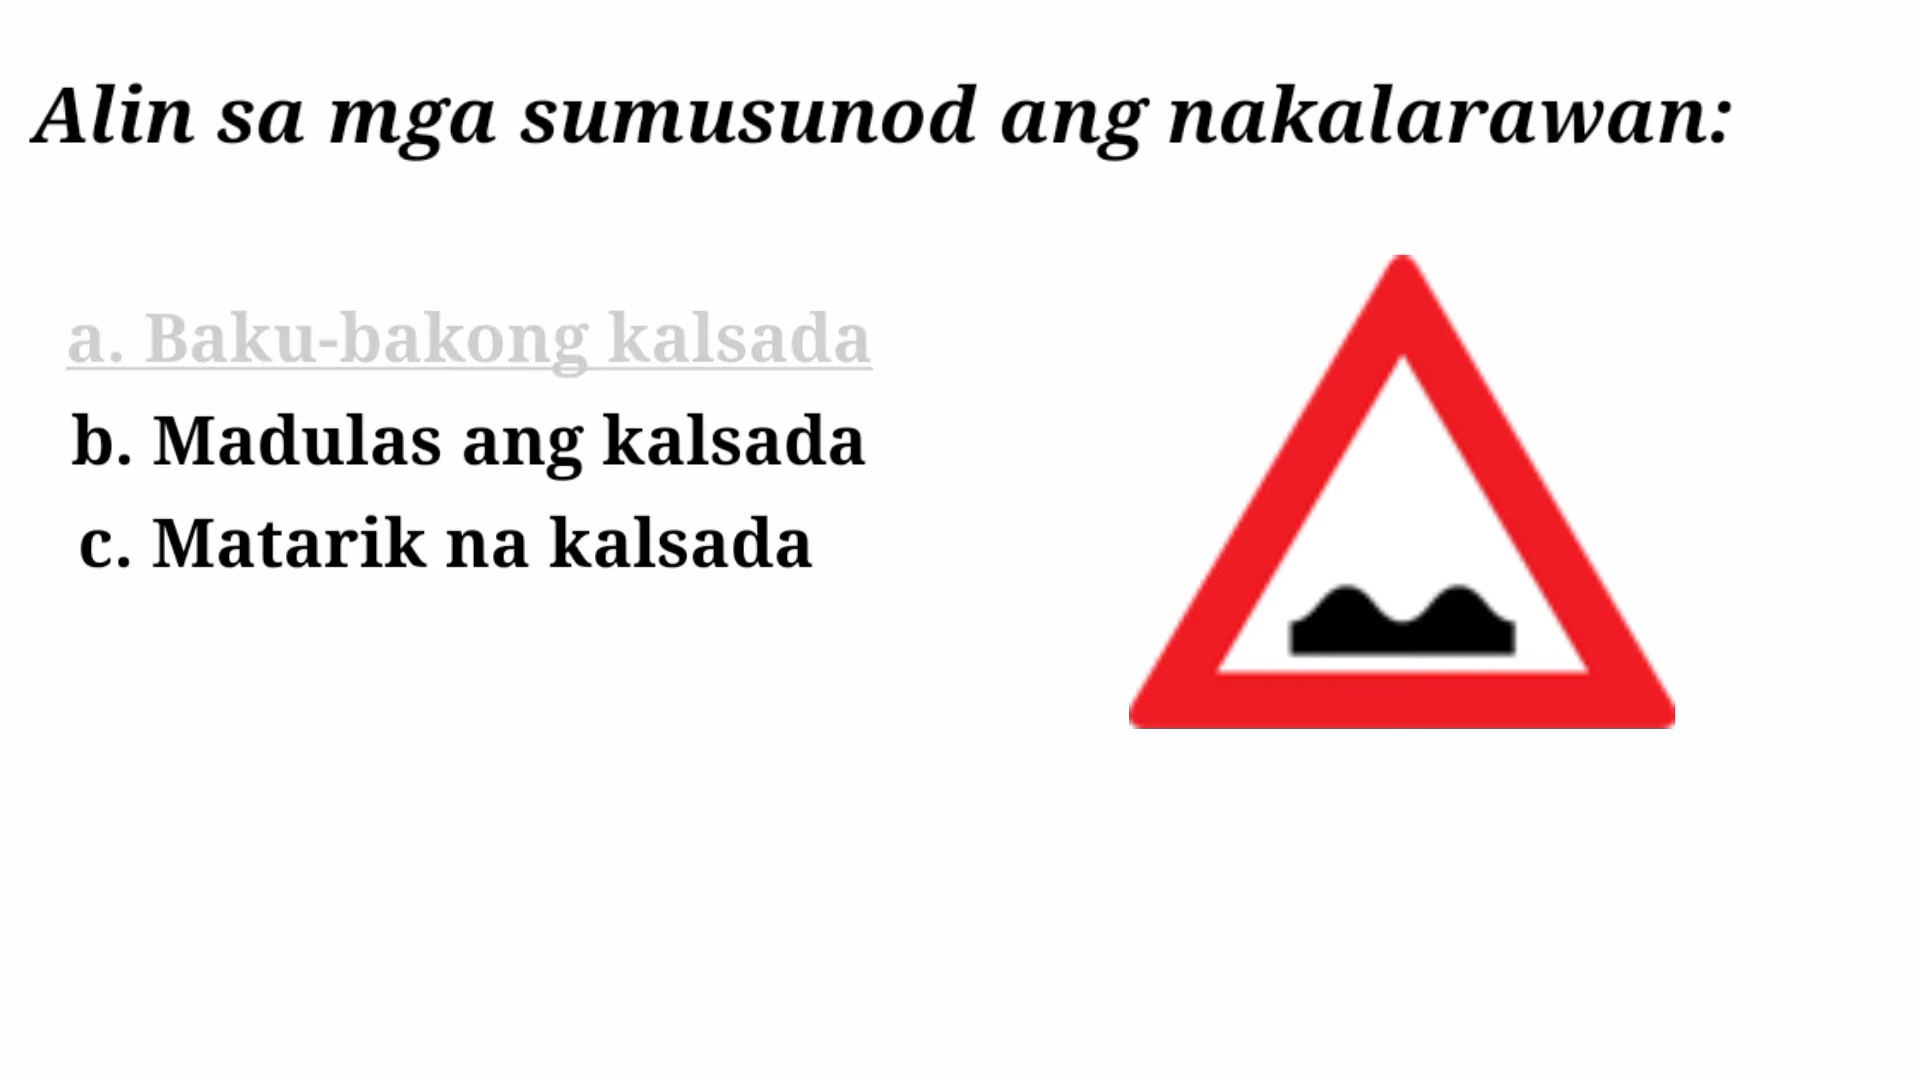 Alin sa mga sumusunod ang nakalarawan:
a. Baku-bakong kalsada
b. Madulas ang kalsada
c. Matarik na kalsada